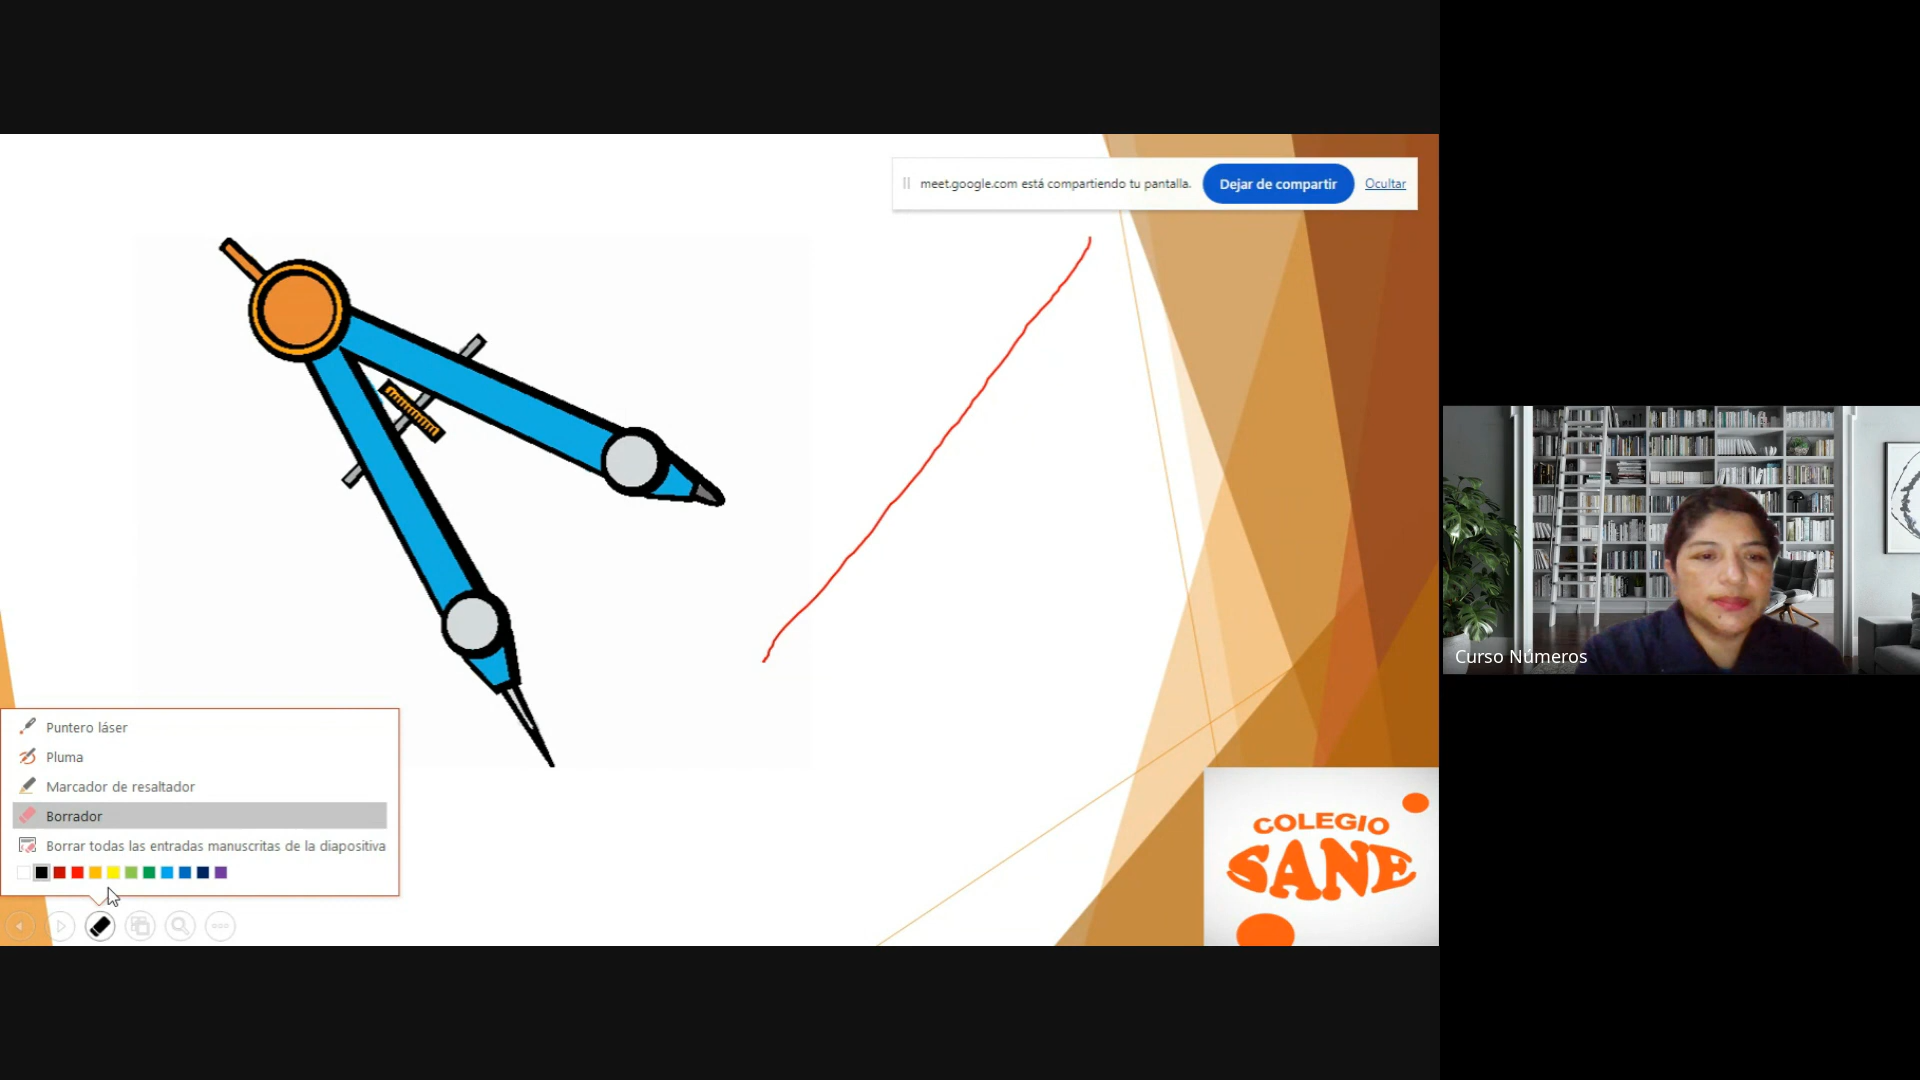 meet.google.com está compartiendo tu pantalla. Dejar de compartir Ocultar
Puntero láser
Pluma
Marcador de resaltador
Borrador
Borrar todas las entradas manuscritas de la diapositiva
COLEGIO
SANE
Curso Números